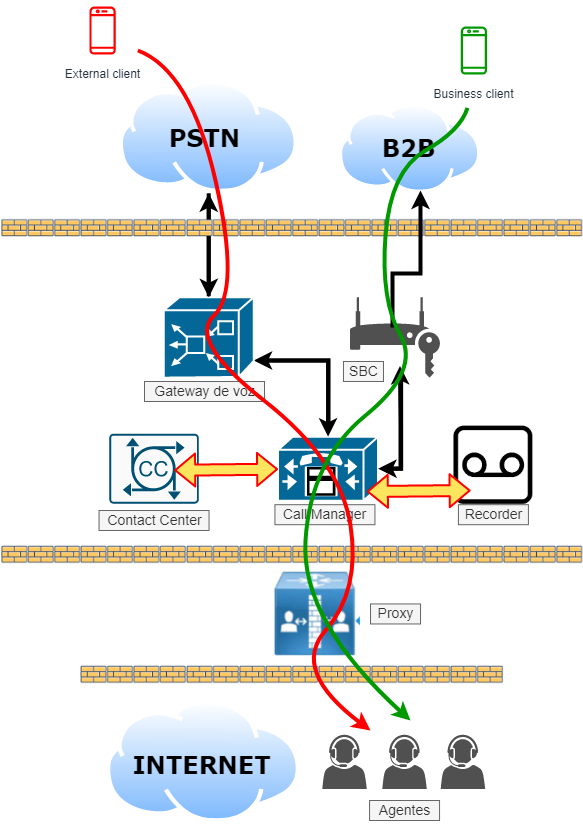 External client
Business client
PSTN
B2B
Gateway de voz
SBC
CC
Contact Center
Call Manager
Recorder
Proxy
INTERNET
Agentes